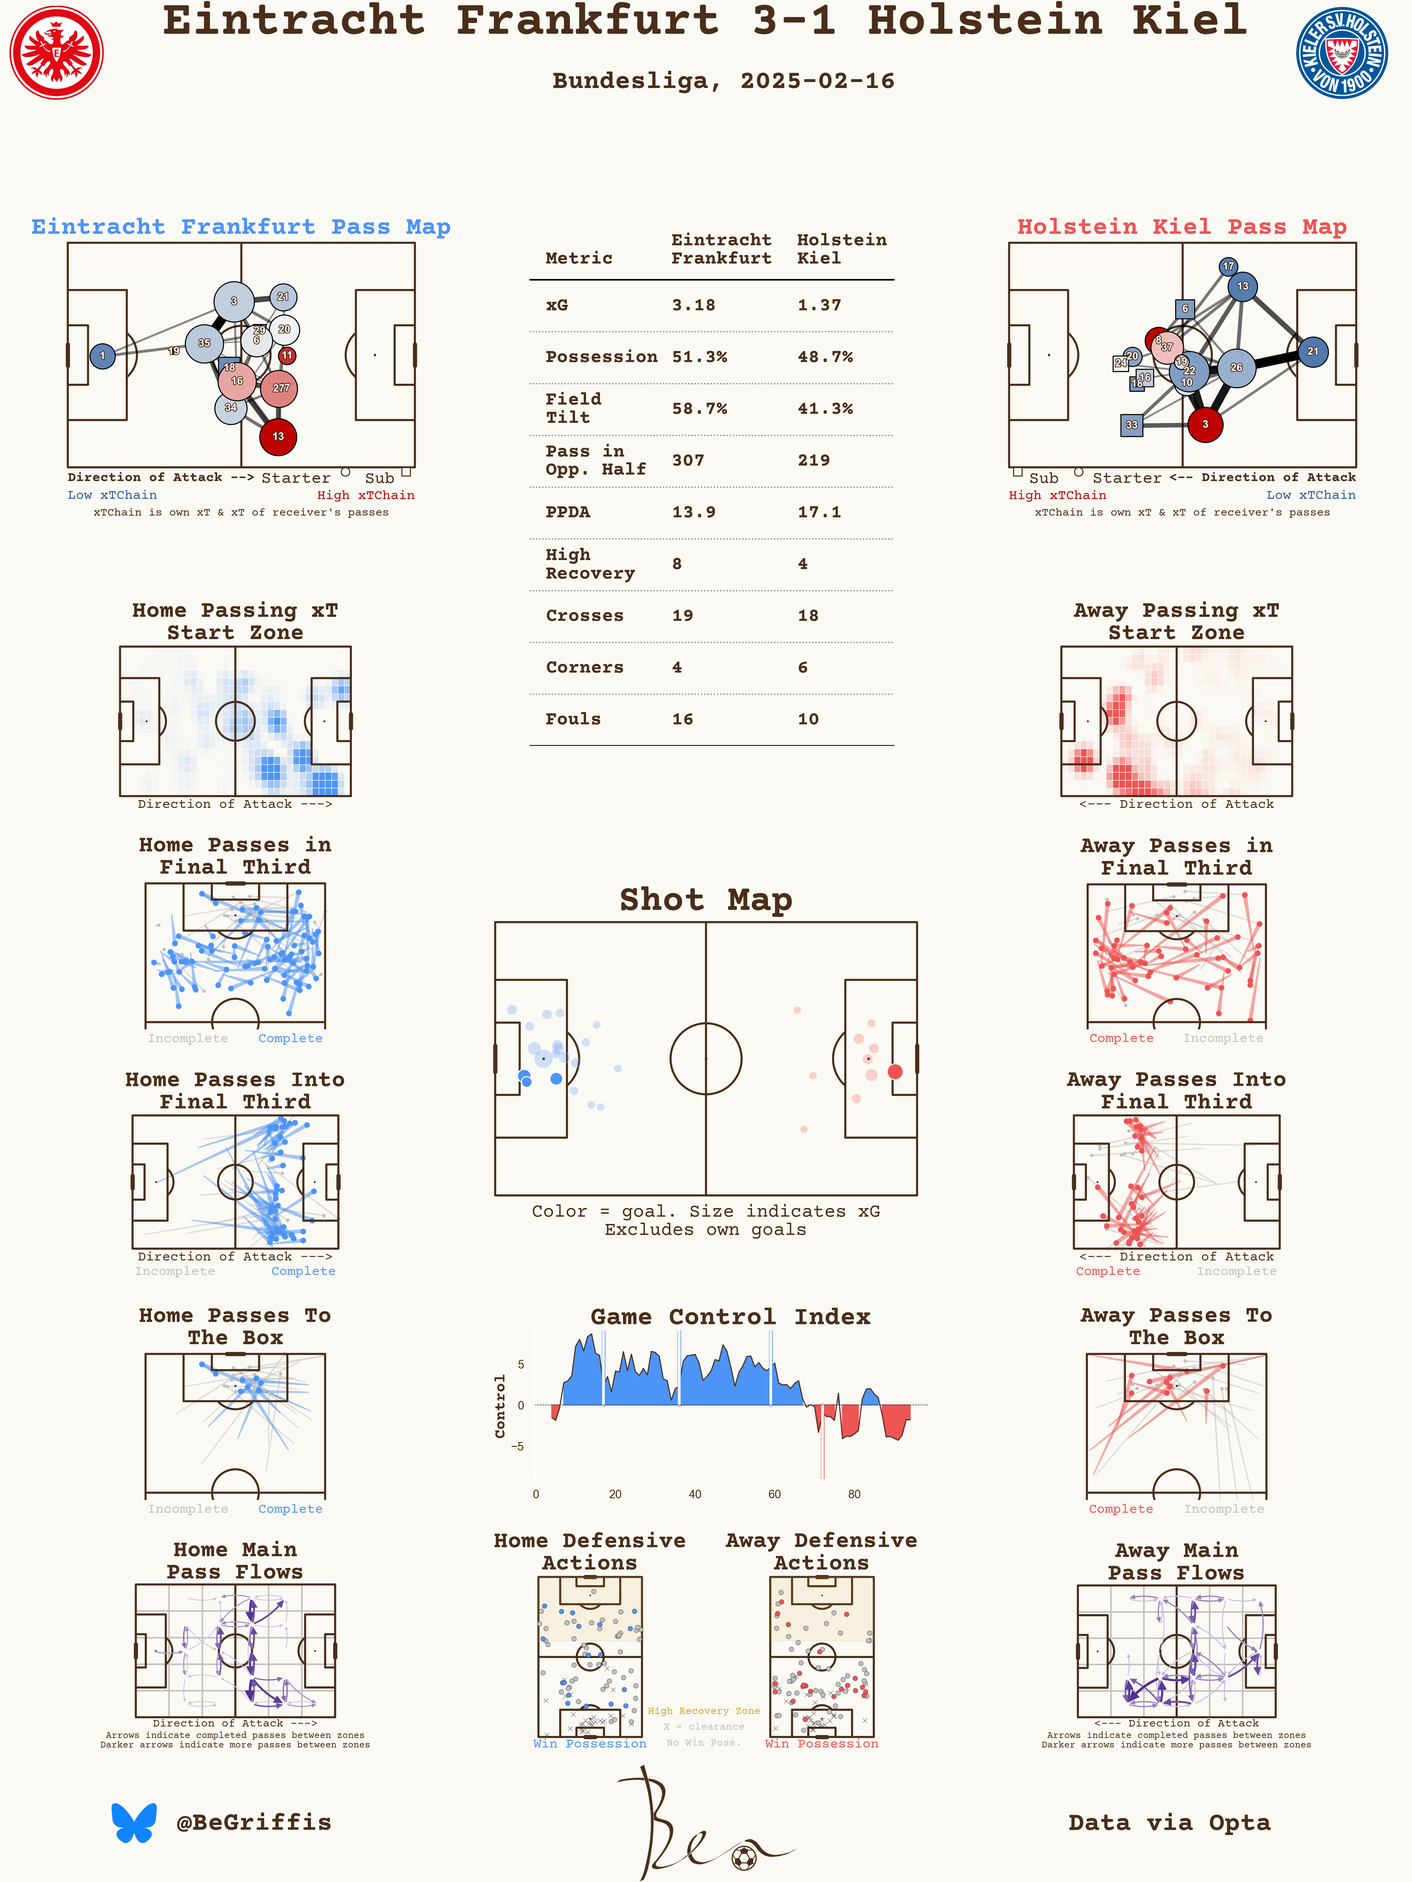 Eintracht Frankfurt 3-1 Holstein Kiel
Bundesliga, 2025-02-16
KIELER S.V. HOLSTEIN
VON 1900
Eintracht Frankfurt Pass Map
1
3
21
35
29
20
6
19
11
18
16
277
34
13
Direction of Attack --> Starter Sub
Low xTChain High xTChain
xTChain is own xT & xT of receiver's passes
Metric Eintracht Frankfurt Holstein Kiel
xG 3.18 1.37
Possession 51.3% 48.7%
Field Tilt 58.7% 41.3%
Pass in Opp. Half 307 219
PPDA 13.9 17.1
High Recovery 8 4
Crosses 19 18
Corners 4 6
Fouls 16 10
Holstein Kiel Pass Map
17
13
6
8
37
20
24
19
22
26
21
18
16
10
33
3
Sub Starter <-- Direction of Attack
High xTChain Low xTChain
xTChain is own xT & xT of receiver's passes
Home Passing xT
Start Zone
Direction of Attack --->
Away Passing xT
Start Zone
<--- Direction of Attack
Home Passes in
Final Third
Incomplete Complete
Away Passes in
Final Third
Complete Incomplete
Shot Map
Color = goal. Size indicates xG
Excludes own goals
Home Passes Into
Final Third
Direction of Attack --->
Incomplete Complete
Away Passes Into
Final Third
<--- Direction of Attack
Complete Incomplete
Home Passes To
The Box
Incomplete Complete
Game Control Index
Control
5
0
−5
0 20 40 60 80
Away Passes To
The Box
Complete Incomplete
Home Main
Pass Flows
Direction of Attack --->
Arrows indicate completed passes between zones
Darker arrows indicate more passes between zones
Home Defensive
Actions
Win Possession
Away Defensive
Actions
Win Possession
High Recovery Zone
X = clearance
No Win Poss.
Away Main
Pass Flows
<--- Direction of Attack
Arrows indicate completed passes between zones
Darker arrows indicate more passes between zones
@BeGriffis
Ben
Data via Opta